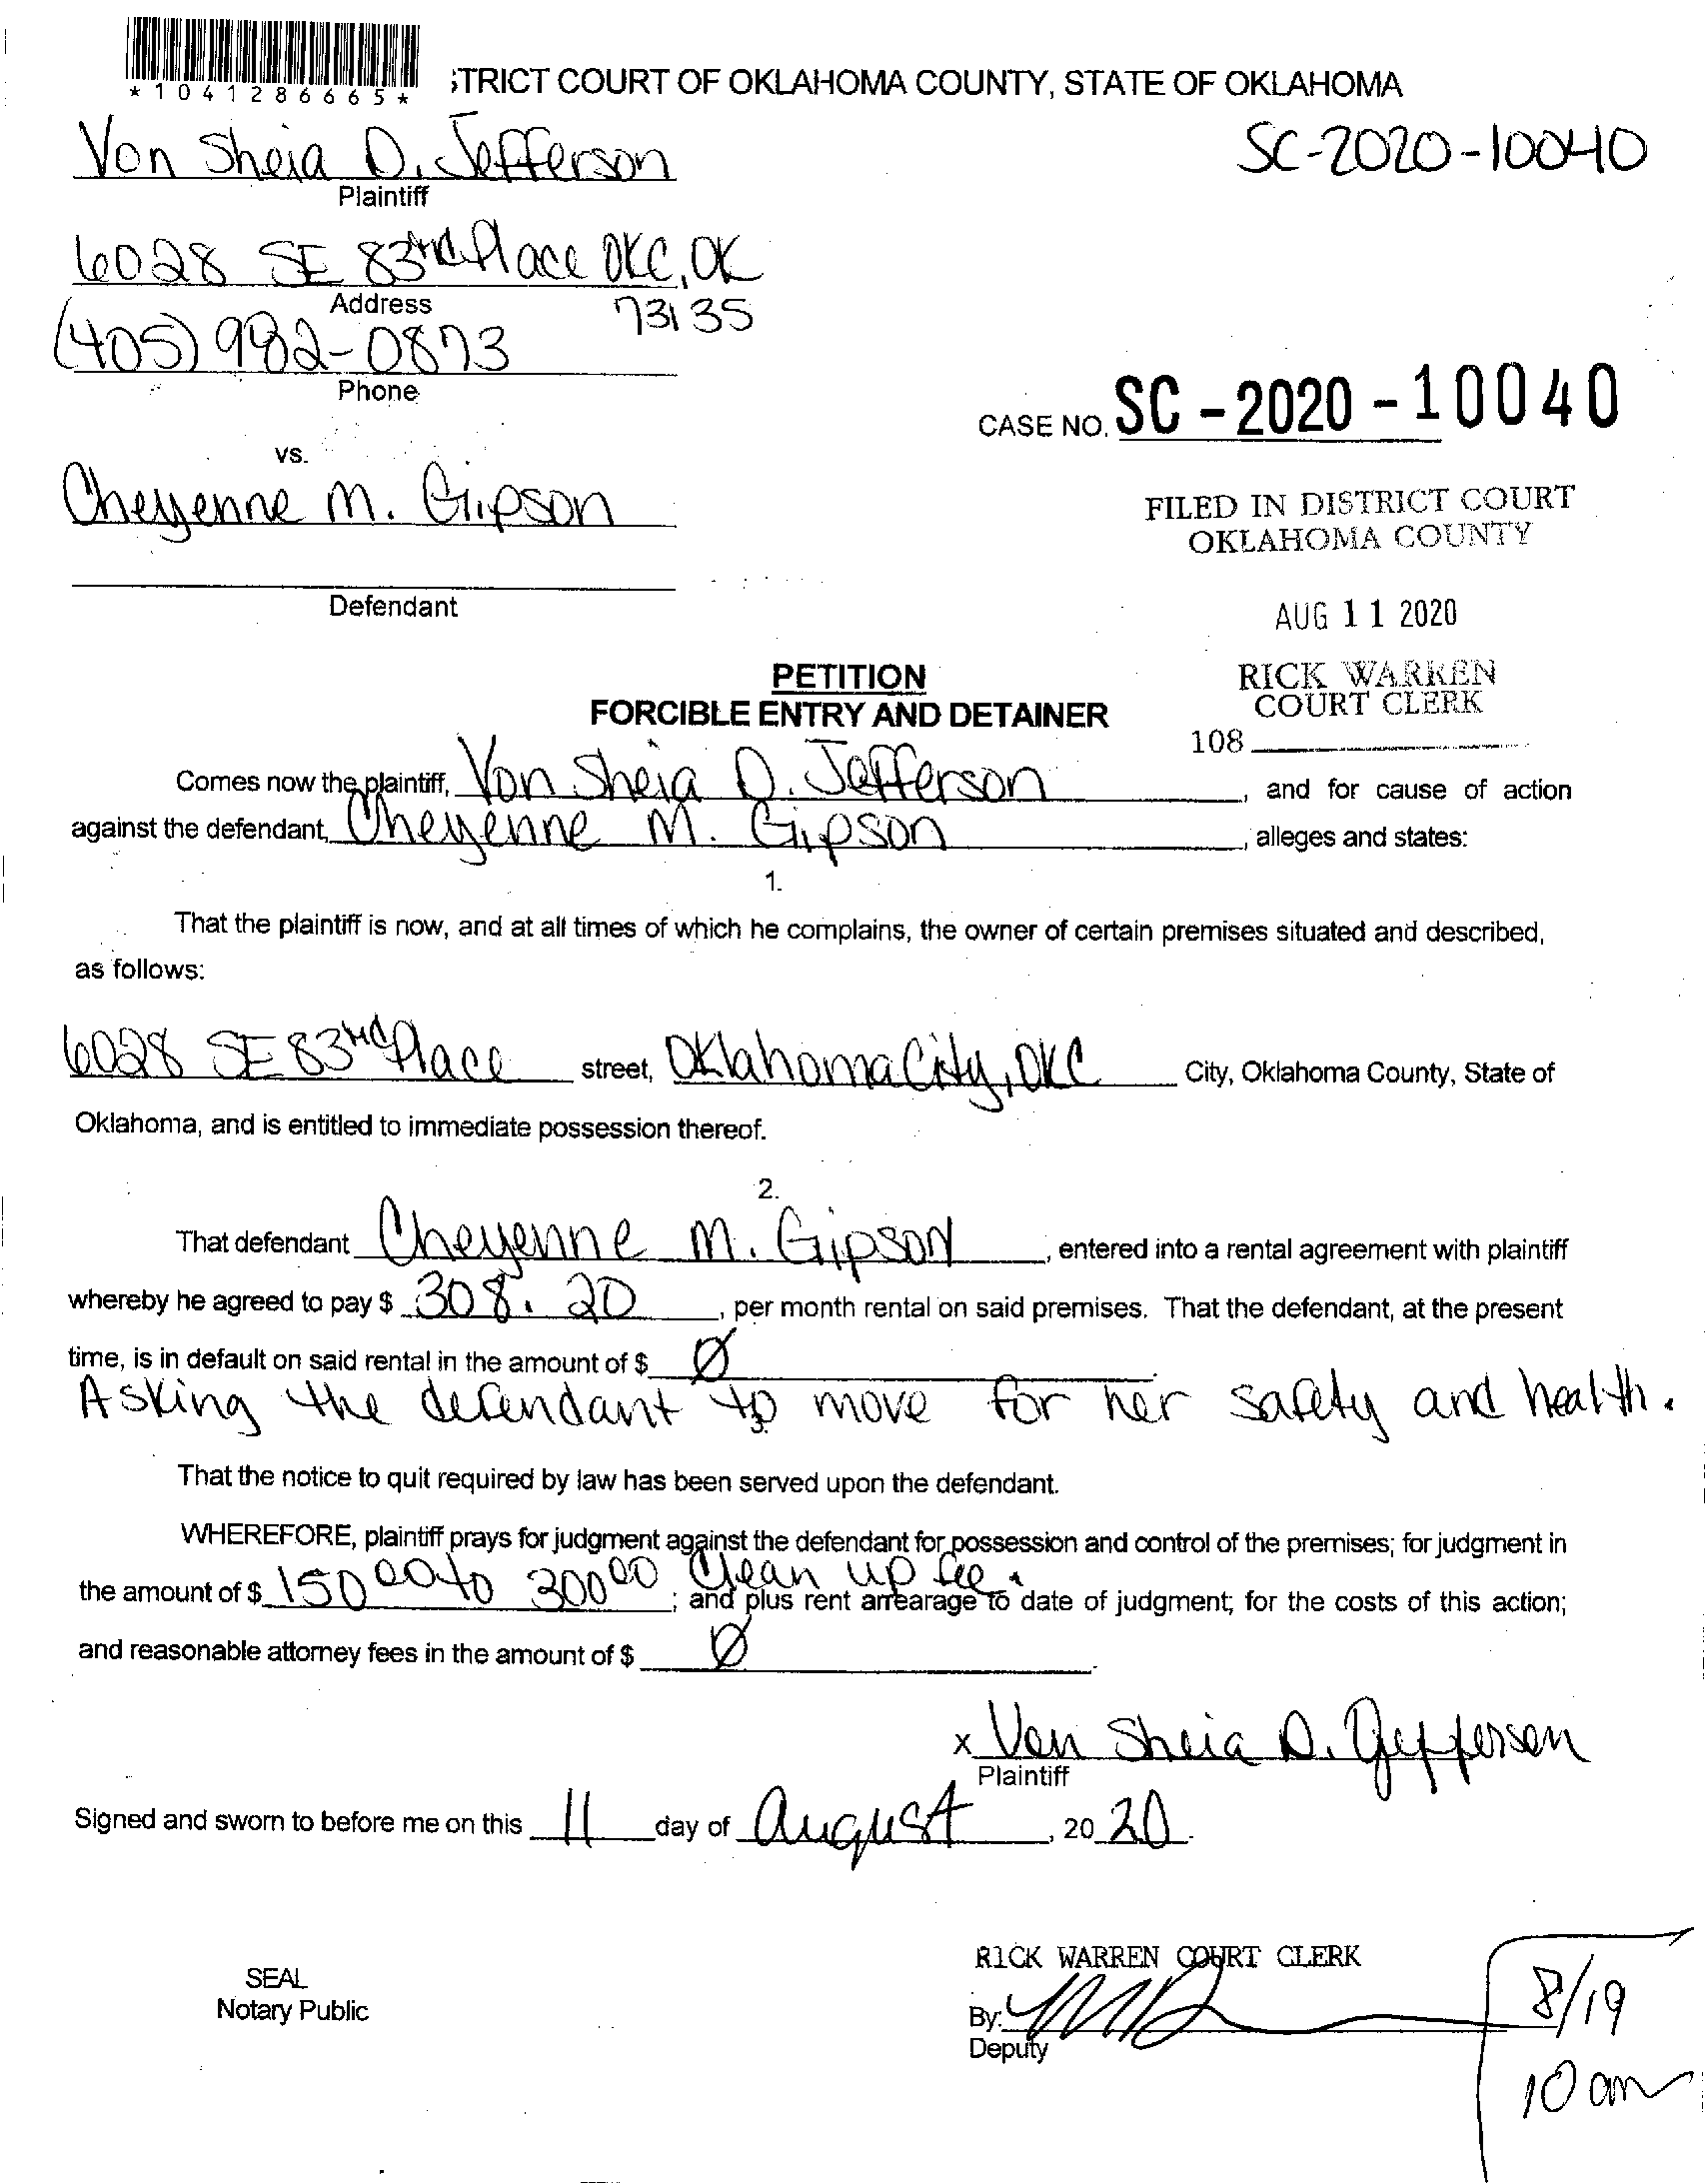 *1041286665*
STRICT COURT OF OKLAHOMA COUNTY, STATE OF OKLAHOMA
Von Sheia D. Jefferson
SC-2020-10040
Plaintiff
6028 SE 83rd Place OKC, OK
Address
73135
(405) 982-0873
Phone
CASE NO. SC-2020-10040
vs.
Cheyenne M. Gipson
FILED IN DISTRICT COURT
OKLAHOMA COUNTY
Defendant
AUG 11 2020
PETITION
RICK WARREN
COURT CLERK
FORCIBLE ENTRY AND DETAINER
108
Comes now the plaintiff, Von Sheia D. Jefferson, and for cause of action
against the defendant, Cheyenne M. Gipson, alleges and states:
1.
That the plaintiff is now, and at all times of which he complains, the owner of certain premises situated and described,
as follows:
6028 SE 83rd Place street, Oklahoma City, OKC City, Oklahoma County, State of
Oklahoma, and is entitled to immediate possession thereof.
2.
That defendant Cheyenne M. Gipson, entered into a rental agreement with plaintiff
whereby he agreed to pay $ 308.20, per month rental on said premises. That the defendant, at the present
time, is in default on said rental in the amount of $ Ø.
Asking the defendant to move for her safety and health.
3.
That the notice to quit required by law has been served upon the defendant.
WHEREFORE, plaintiff prays for judgment against the defendant for possession and control of the premises; for judgment in
the amount of $ 150 00 to 300 00 Clean up fee.; and plus rent arrearage to date of judgment; for the costs of this action;
and reasonable attorney fees in the amount of $ Ø.
x Von Sheia D. Jefferson
Plaintiff
Signed and sworn to before me on this 11 day of August, 2020.
RICK WARREN COURT CLERK
SEAL
Notary Public
By:
Deputy
8/19
10 am